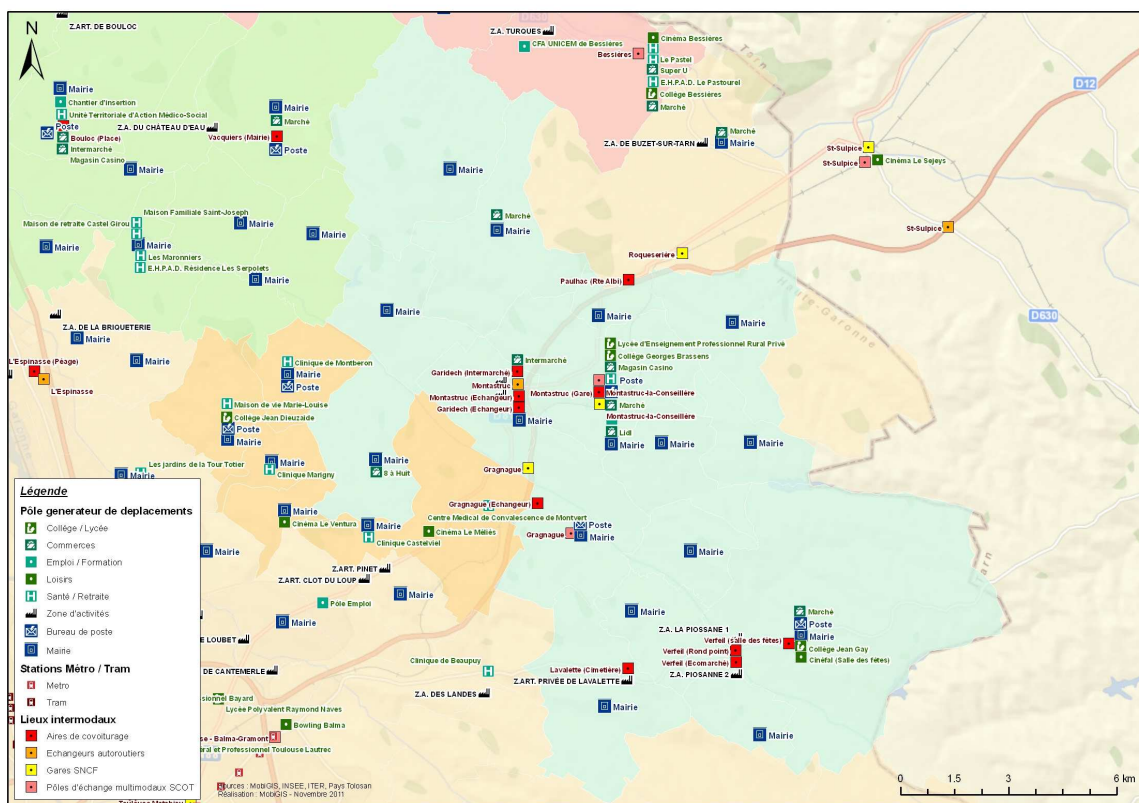 Z.ART. DE BOULOC
N
D630
Z.A. TURQUES
CFA UNICEM de Bessières
Bessières
Cinéma Bessières
Le Pastel
Super U
E.H.P.A.D. Le Pastourel
Collège Bessières
Marché
Tarn
D12
Mairie
Chantier d'Insertion
Unité Territoriale d'Action Médico-Social
Poste
Bouloc (Place)
Intermarché
Magasin Casino
Mairie
Mairie
Marché
Z.A. DU CHÂTEAU D'EAU
Vacquiers (Mairie)
Poste
Mairie
Marché
Z.A. DE BUZET-SUR-TARN
Mairie
St-Sulpice
St-Sulpice
Cinéma Le Sejeys
St-Sulpice
Maison Familiale Saint-Joseph
Maison de retraite Castel Girou
Mairie
Mairie
Mairie
Mairie
Les Maronniers
E.H.P.A.D. Résidence Les Serpolets
Mairie
Marché
Mairie
Roqueserière
Paulhac (Rte Albi)
Haute-Garonne
D630
Z.A. DE LA BRIQUETERIE
Mairie
Mairie
Mairie
Mairie
Mairie
L'Espinasse (Péage)
L'Espinasse
Clinique de Montberon
Mairie
Poste
Intermarché
Garidech (Intermarché)
Montastruc
Montastruc (Echangeur)
Garidech (Echangeur)
Mairie
Lycée d'Enseignement Professionnel Rural Privé
Collège Georges Brassens
Magasin Casino
Poste
Montastruc (Gare)
Montastruc-la-Conseillère
Marché
Montastruc-la-Conseillère
Lidl
Mairie
Mairie
Mairie
Maison de vie Marie-Louise
Collège Jean Dieuzaide
Poste
Mairie
Les jardins de la Tour Totier
Mairie
Mairie
Clinique Marigny
Mairie
8 à Huit
Gragnague
Gragnague (Echangeur)
Centre Medical de Convalescence de Montvert
Gragnague
Poste
Mairie
Mairie
Cinéma Le Ventura
Mairie
Clinique Castelviel
Cinéma Le Méliès
Mairie
Mairie
Tarn
Z.ART. PINET
Z.ART. CLOT DU LOUP
Mairie
Pôle Emploi
Mairie
E LOUBET
DE CANTEMERLE
Clinique de Beaupuy
Z.A. DES LANDES
Lavalette (Cimetière)
Z.ART. PRIVÉE DE LAVALETTE
Mairie
Mairie
Z.A. LA PIOSSANE 1
Verfeil (salle des fêtes)
Verfeil (Rond point)
Verfeil (Ecomarché)
Z.A. PIOSANNE 2
Marché
Poste
Mairie
Collège Jean Gay
Cinéfal (Salle des fêtes)
Mairie
ssionnel Bayard
Lycée Polyvalent Raymond Naves
Bowling Balma
se - Balma-Gramont
éral et Professionnel Toulouse Lautrec
Légende
Pôle generateur de deplacements
Collège / Lycée
Commerces
Emploi / Formation
Loisirs
Santé / Retraite
Zone d'activités
Bureau de poste
Mairie
Stations Métro / Tram
Metro
Tram
Lieux intermodaux
Aires de covoiturage
Echangeurs autoroutiers
Gares SNCF
Pôles d'échange multimodaux SCOT
Sources : MobiGIS, INSEE, ITER, Pays Tolosan
Réalisation : MobiGIS - Novembre 2011
0 1.5 3 6 km